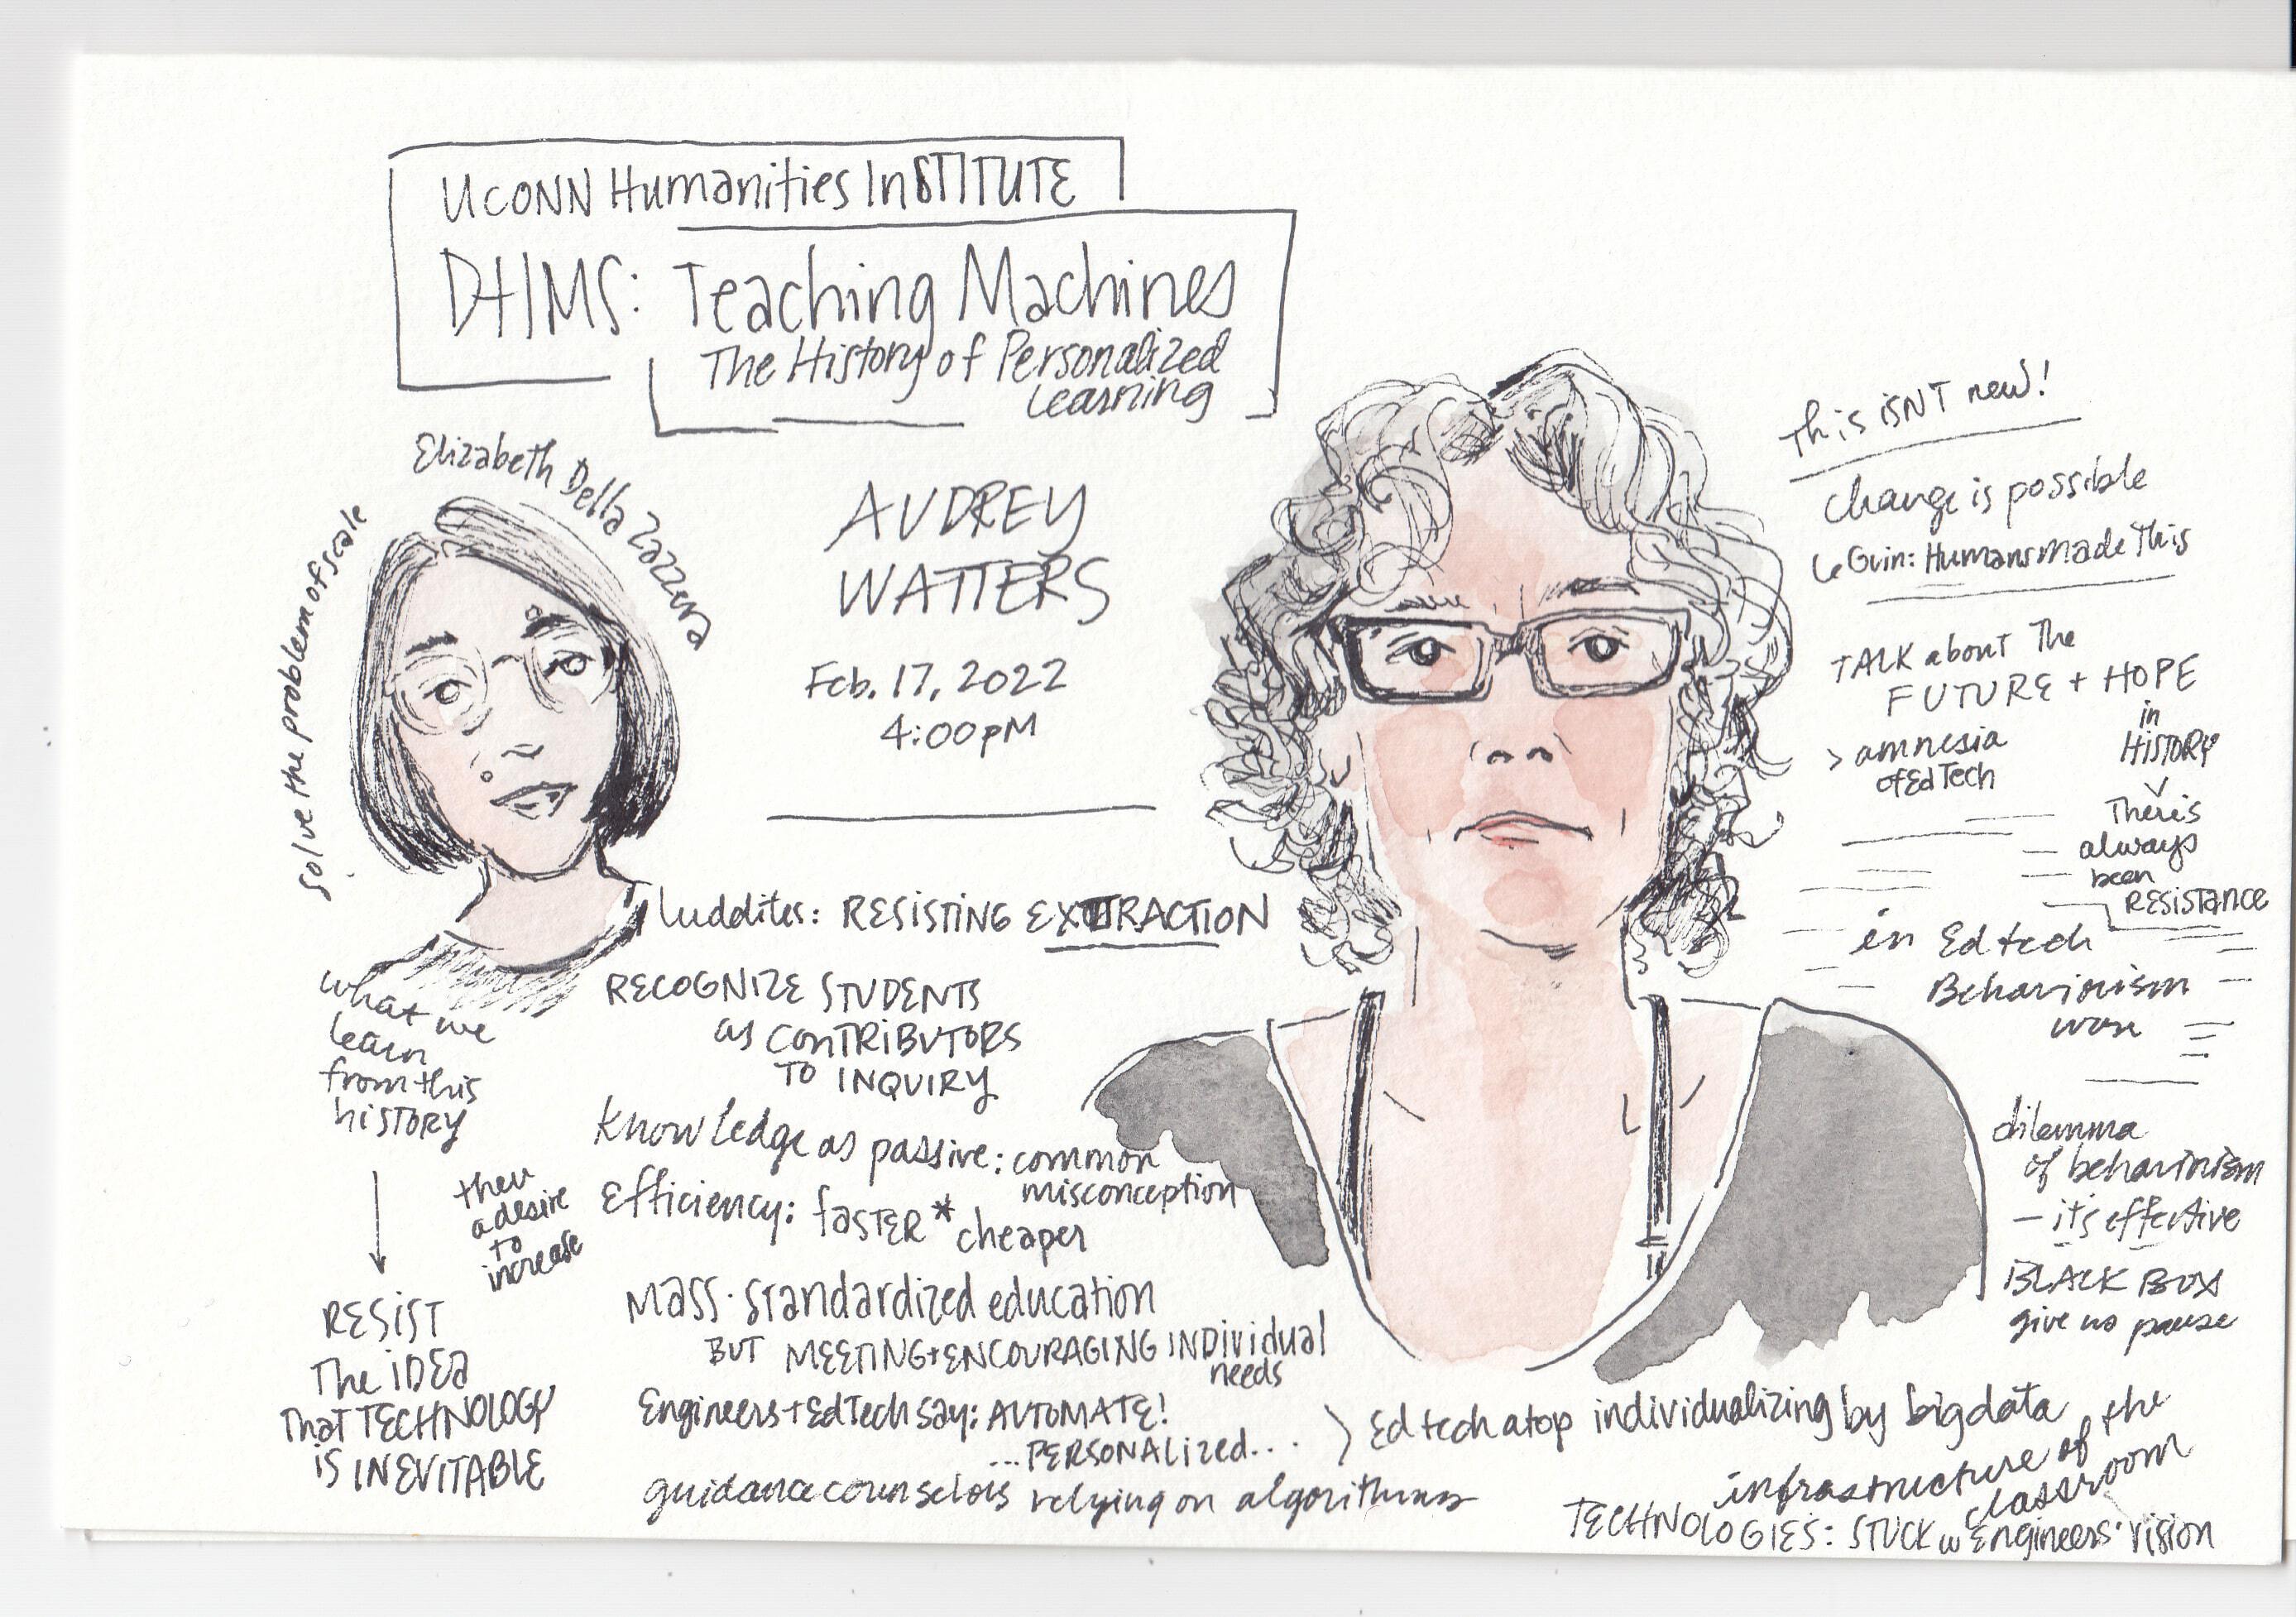 UCONN Humanities INSTITUTE
DHMS: Teaching Machines
The History of Personalized
Learning
Elizabeth Della Zazzera
solve the problem of scale
AUDREY
WATTERS
Feb. 17, 2022
4:00pM
Luddites: RESISTING EXTRACTION
what we
learn
from this
history
RESIST
The iDEa
That TECHNOLOGY
iS INEVITABLE
then
a desire
to
increase
RECOGNIZE STUDENTS
as CONTRIBUTORS
TO INQUIRY
Knowledge as passive: common
misconception
Efficiency: faSTER* cheaper
Mass. standardized education
BUT MEETING+ENCOURAGING INDividual
needs
Engineers+EdTech say: AUTOMATE!
...PERSONALized...
guidance counselors relying on algorithms
this iSNT new!
change is possible
LeGuin: Humans made This
TALK about The
FUTURE + HOPE
in
HISTORY
> amnesia
of Ed Tech
There's
always
been
RESISTance
in Ed tech
Behaviorism
won
dilemma
of behaviorism
— it's effective
BLACK BOX
give us pause
> Ed tech atop individualizing by big data
infrastructure of the
classroom
TECHNOLOGIES: STUCK w Engineers' vision